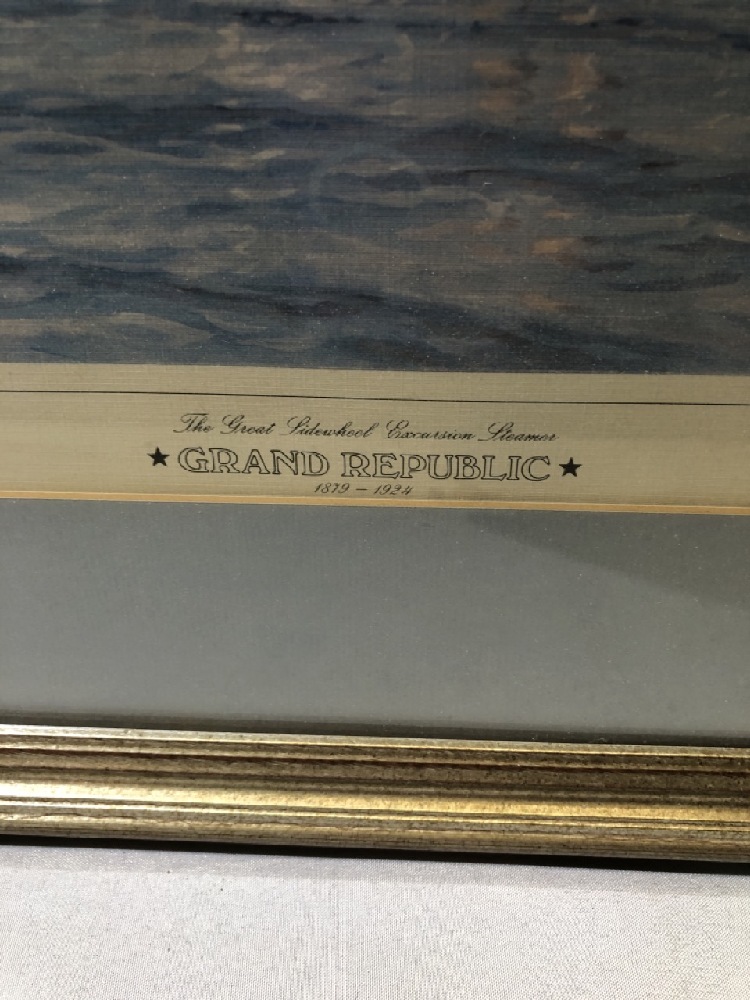 The Great Sidewheel Excursion Steamer
★ GRAND REPUBLIC ★
1879 - 1924